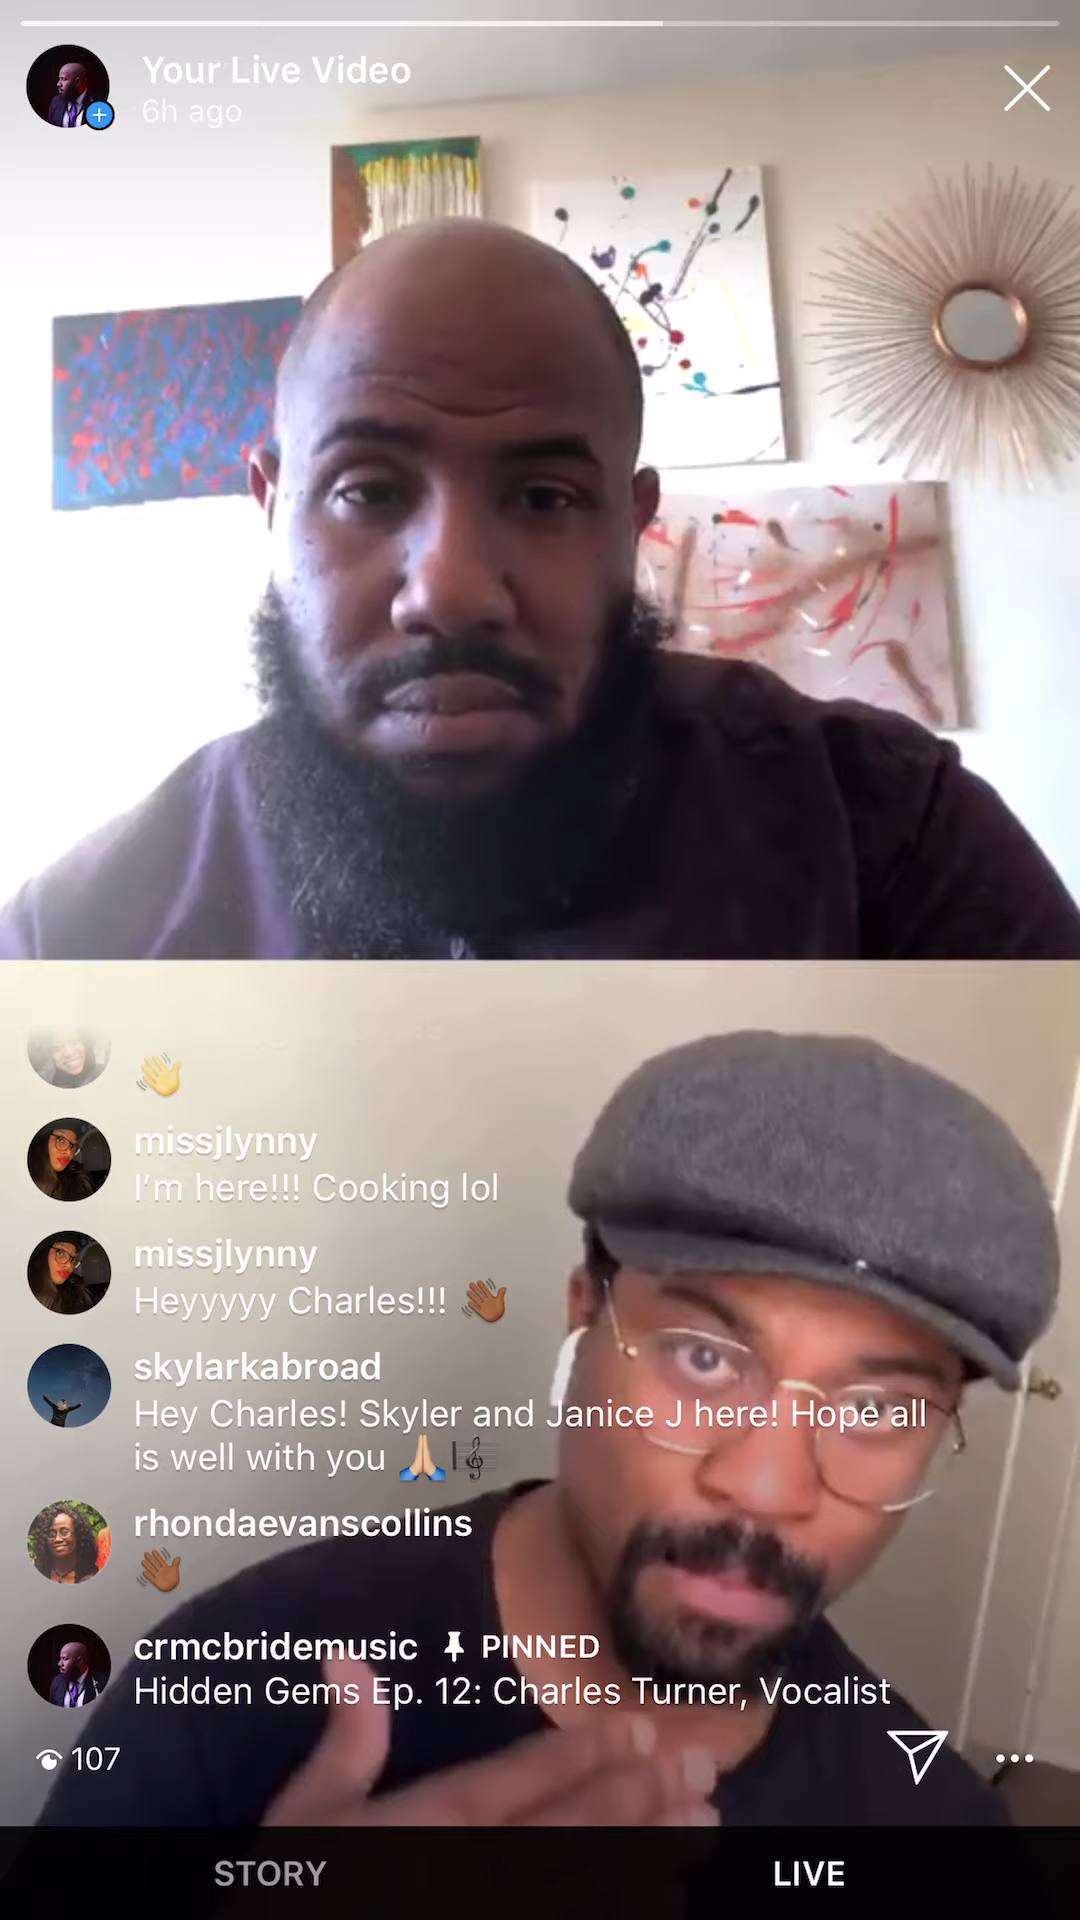 Your Live Video
6h ago
missjlynny
I'm here!!! Cooking lol
missjlynny
Heyyyyy Charles!!! 👋🏾
skylarkabroad
Hey Charles! Skyler and Janice J here! Hope all
is well with you 🙏🏼🎼
rhondaevanscollins
👋🏾
crmcbridemusic PINNED
Hidden Gems Ep. 12: Charles Turner, Vocalist
107
STORY
LIVE